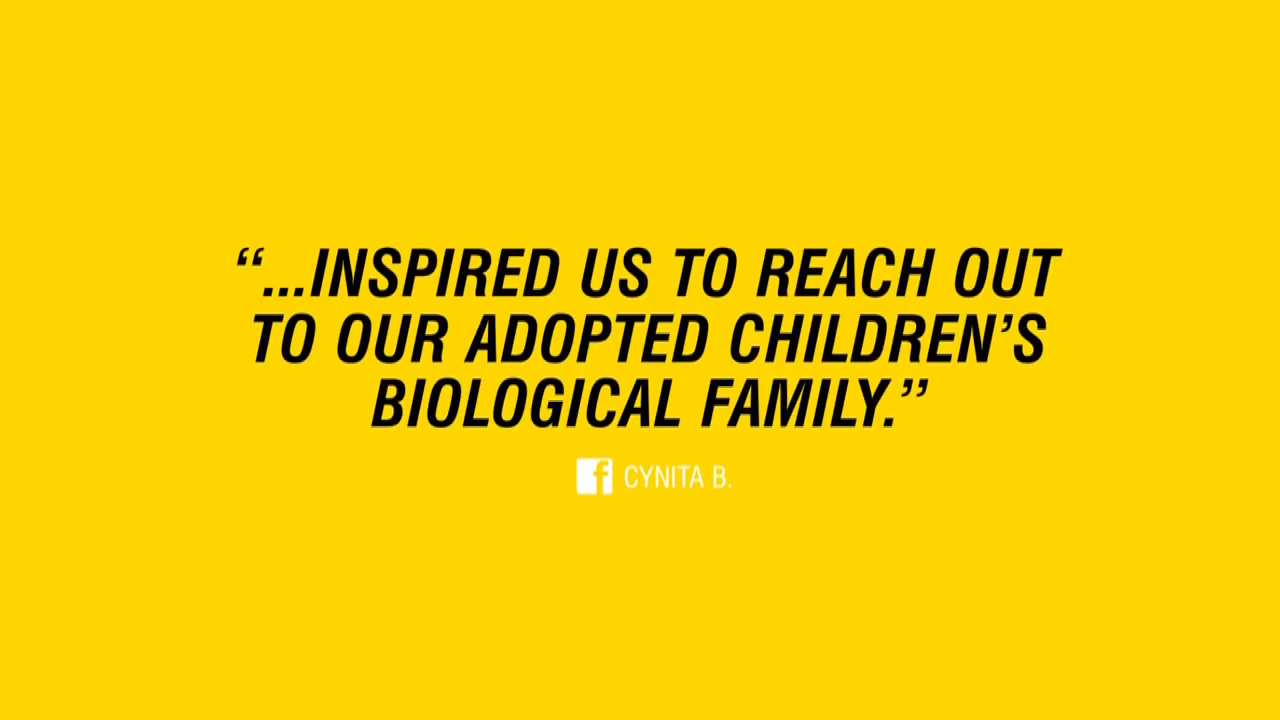 “...INSPIRED US TO REACH OUT
TO OUR ADOPTED CHILDREN’S
BIOLOGICAL FAMILY.”
f CYNITA B.